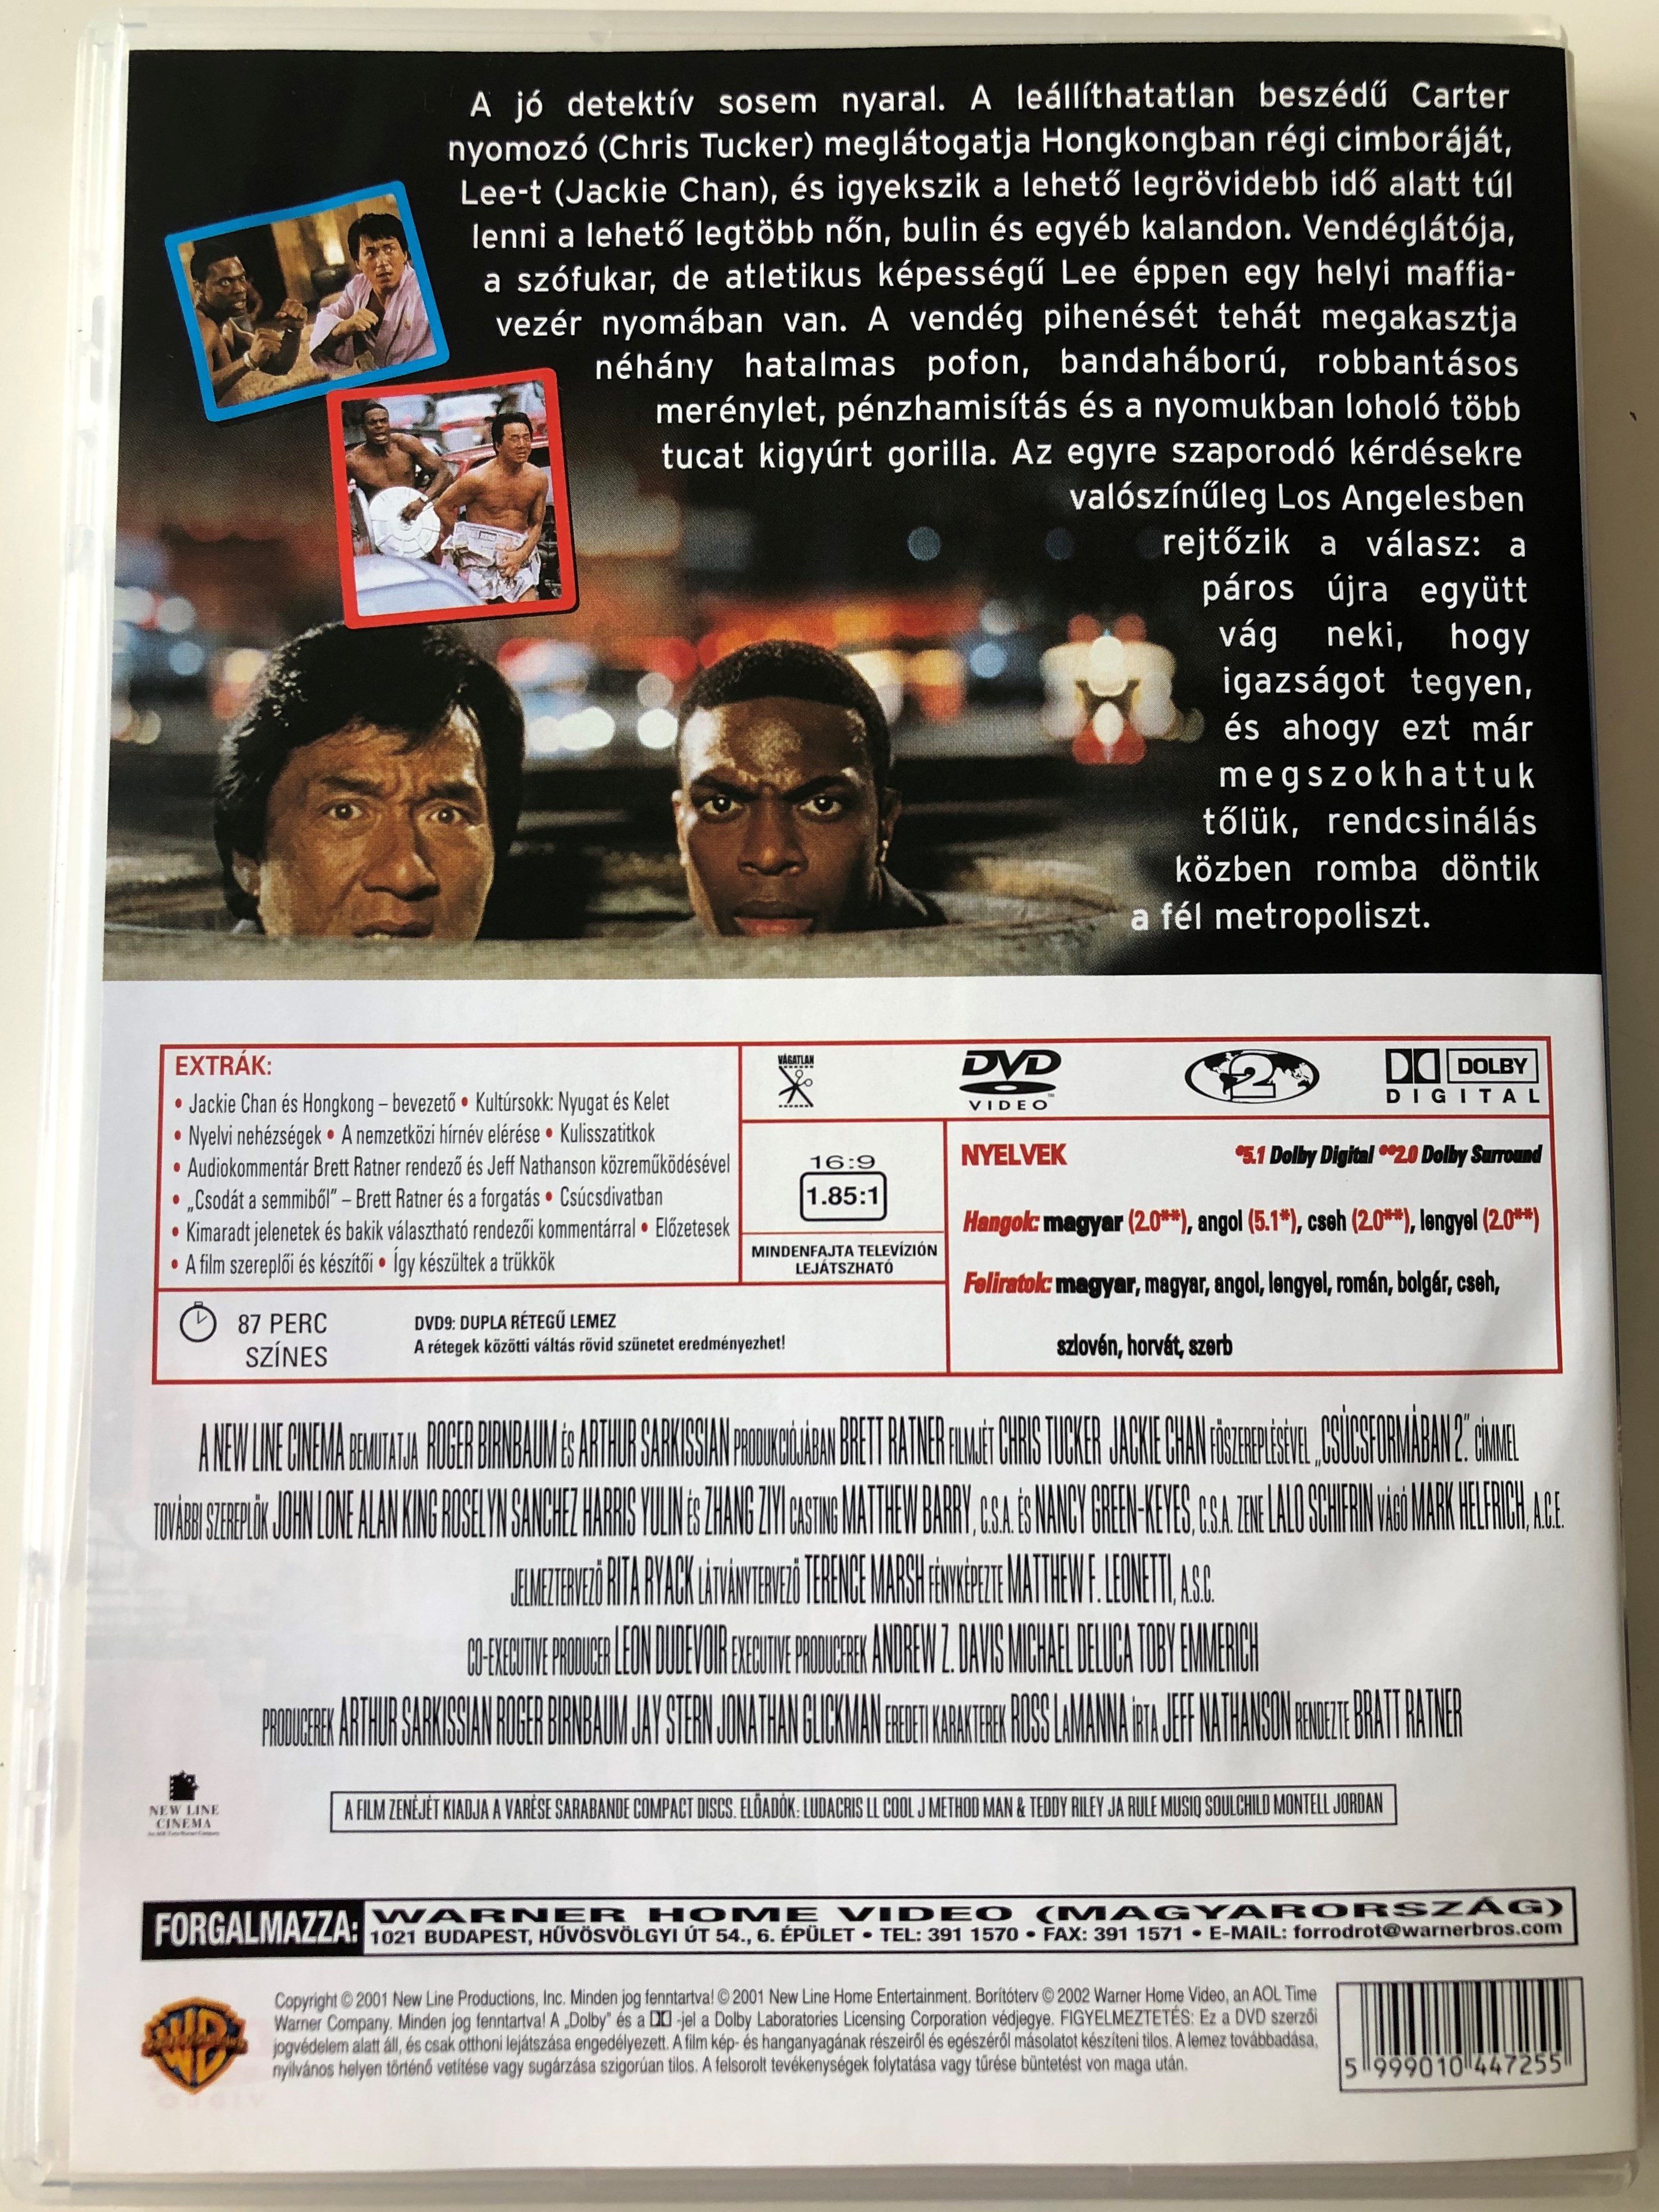 A jó detektív sosem nyaral. A leállíthatatlan beszédű Carter
nyomozó (Chris Tucker) meglátogatja Hongkongban régi cimboráját,
Lee-t (Jackie Chan), és igyekszik a lehető legrövidebb idő alatt túl
lenni a lehető legtöbb nőn, bulin és egyéb kalandon. Vendéglátója,
a szófukar, de atletikus képességű Lee éppen egy helyi maffia-
vezér nyomában van. A vendég pihenését tehát megakasztja
néhány hatalmas pofon, bandaháború, robbantásos
merénylet, pénzhamisítás és a nyomukban loholó több
tucat kigyúrt gorilla. Az egyre szaporodó kérdésekre
valószínűleg Los Angelesben
rejtőzik a válasz: a
páros újra együtt
vág neki, hogy
igazságot tegyen,
és ahogy ezt már
megszokhattuk
tőlük, rendcsinálás
közben romba döntik
a fél metropoliszt.
EXTRÁK:
• Jackie Chan és Hongkong – bevezető • Kultúrsokk: Nyugat és Kelet
• Nyelvi nehézségek • A nemzetközi hírnév elérése • Kulisszatitkok
• Audiokommentár Brett Ratner rendező és Jeff Nathanson közreműködésével
• „Csodát a semmiből” – Brett Ratner és a forgatás • Csúcsdivatban
• Kimaradt jelenetek és bakik választható rendezői kommentárral • Előzetesek
• A film szereplői és készítői • Így készültek a trükkök
87 PERC
SZÍNES
DVD9: DUPLA RÉTEGŰ LEMEZ
A rétegek közötti váltás rövid szünetet eredményezhet!
VÁGATLAN
DVD
VIDEO™
2
DOLBY
DIGITAL
16:9
1.85:1
MINDENFAJTA TELEVÍZIÓN
LEJÁTSZHATÓ
NYELVEK *5.1 Dolby Digital **2.0 Dolby Surround
Hangok: magyar (2.0**), angol (5.1*), cseh (2.0**), lengyel (2.0**)
Feliratok: magyar, magyar, angol, lengyel, román, bolgár, cseh,
szlovén, horvát, szerb
A NEW LINE CINEMA BEMUTATJA ROGER BIRNBAUM ÉS ARTHUR SARKISSIAN PRODUKCIÓJÁBAN BRETT RATNER FILMJÉT CHRIS TUCKER JACKIE CHAN FŐSZEREPLÉSÉVEL „CSÚCSFORMÁBAN 2.” CÍMMEL
TOVÁBBI SZEREPLŐK JOHN LONE ALAN KING ROSELYN SANCHEZ HARRIS YULIN ÉS ZHANG ZIYI CASTING MATTHEW BARRY, C.S.A. ÉS NANCY GREEN-KEYES, C.S.A. ZENE LALO SCHIFRIN VÁGÓ MARK HELFRICH, A.C.E.
JELMEZTERVEZŐ RITA RYACK LÁTVÁNYTERVEZŐ TERENCE MARSH FÉNYKÉPEZTE MATTHEW F. LEONETTI, A.S.C.
CO-EXECUTIVE PRODUCER LEON DUDEVOIR EXECUTIVE PRODUCEREK ANDREW Z. DAVIS MICHAEL DELUCA TOBY EMMERICH
PRODUCEREK ARTHUR SARKISSIAN ROGER BIRNBAUM JAY STERN JONATHAN GLICKMAN EREDETI KARAKTEREK ROSS LaMANNA ÍRTA JEFF NATHANSON RENDEZTE BRATT RATNER
NEW LINE
CINEMA
A FILM ZENÉJÉT KIADJA A VARÈSE SARABANDE COMPACT DISCS. ELŐADÓK: LUDACRIS LL COOL J METHOD MAN & TEDDY RILEY JA RULE MUSIQ SOULCHILD MONTELL JORDAN
FORGALMAZZA: WARNER HOME VIDEO (MAGYARORSZÁG)
1021 BUDAPEST, HŰVÖSVÖLGYI ÚT 54., 6. ÉPÜLET • TEL: 391 1570 • FAX: 391 1571 • E-MAIL: forrodrot@warnerbros.com
Copyright © 2001 New Line Productions, Inc. Minden jog fenntartva! © 2001 New Line Home Entertainment. Borítóterv © 2002 Warner Home Video, an AOL Time
Warner Company. Minden jog fenntartva! A „Dolby” és a -jel a Dolby Laboratories Licensing Corporation védjegye. FIGYELMEZTETÉS: Ez a DVD szerzői
jogvédelem alatt áll, és csak otthoni lejátszása engedélyezett. A film kép- és hanganyagának részeiről és egészéről másolatot készíteni tilos. A lemez továbbadása,
nyilvános helyen történő vetítése vagy sugárzása szigorúan tilos. A felsorolt tevékenységek folytatása vagy tűrése büntetést von maga után.
5 999010 447255